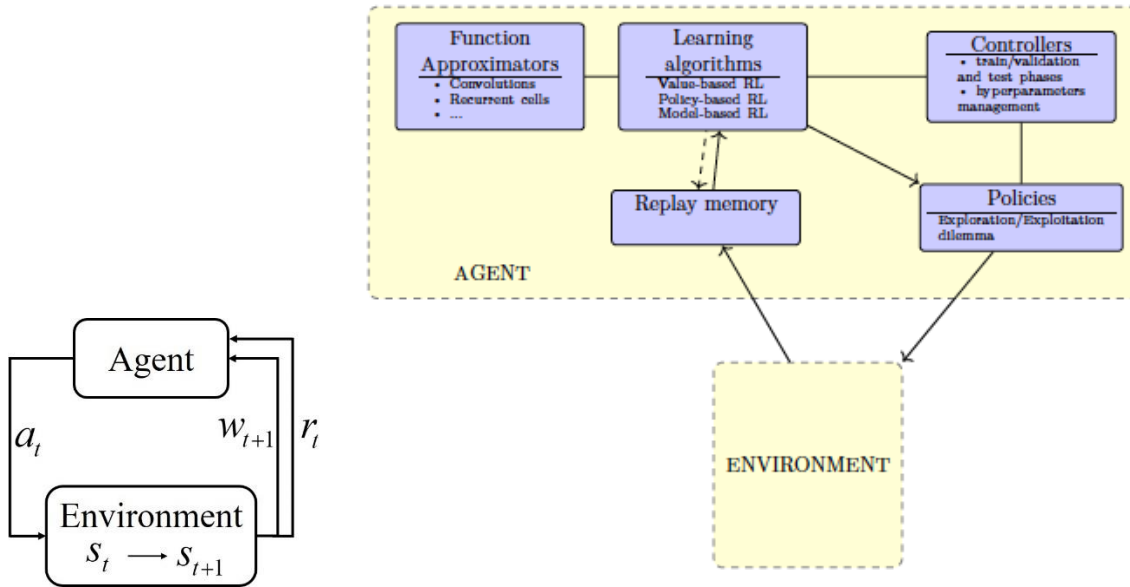 Function
Approximators
• Convolutions
• Recurrent cells
• ...
Learning
algorithms
Value-based RL
Policy-based RL
Model-based RL
Controllers
• train/validation
and test phases
• hyperparameters
management
Replay memory
Policies
Exploration/Exploitation
dilemma
AGENT
ENVIRONMENT
Agent
a_t
w_{t+1}
r_t
Environment
s_t → s_{t+1}